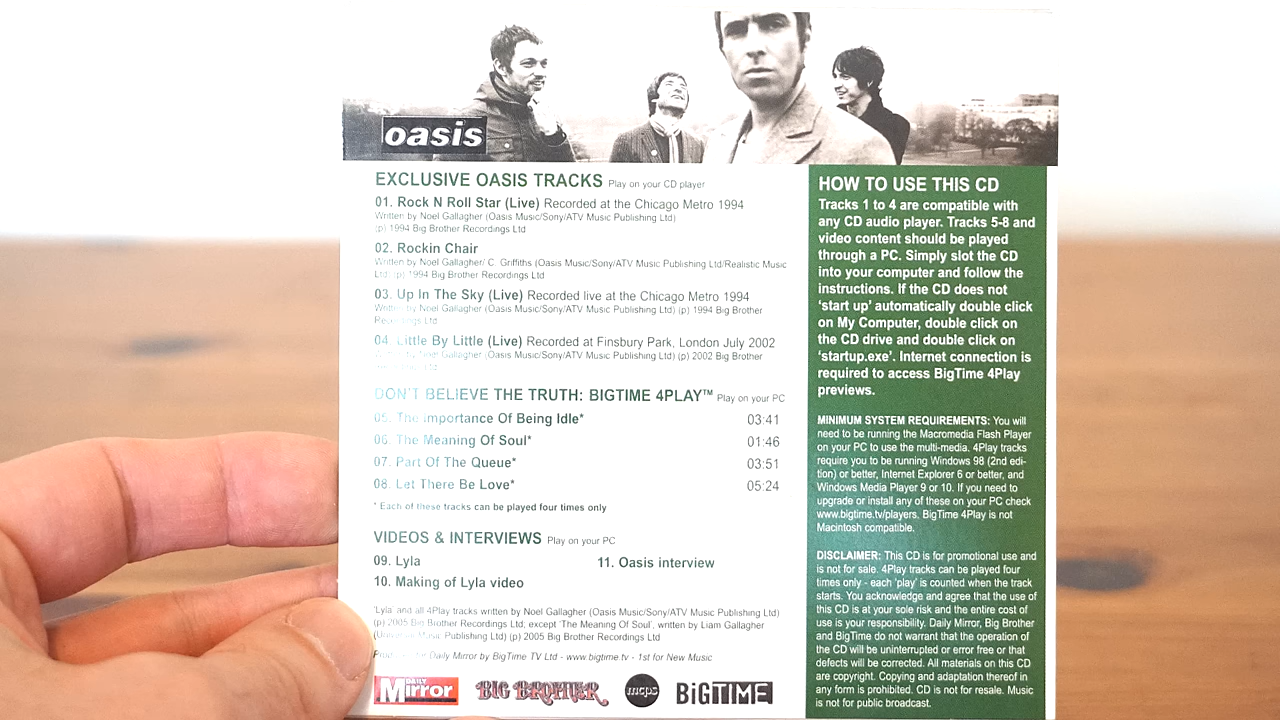 oasis
EXCLUSIVE OASIS TRACKS Play on your CD player
01. Rock N Roll Star (Live) Recorded at the Chicago Metro 1994
Written by Noel Gallagher (Oasis Music/Sony/ATV Music Publishing Ltd)
(p) 1994 Big Brother Recordings Ltd
02. Rockin Chair
Written by Noel Gallagher/ C. Griffiths (Oasis Music/Sony/ATV Music Publishing Ltd/Realistic Music
Ltd) (p) 1994 Big Brother Recordings Ltd
03. Up In The Sky (Live) Recorded live at the Chicago Metro 1994
Written by Noel Gallagher (Oasis Music/Sony/ATV Music Publishing Ltd) (p) 1994 Big Brother
Recordings Ltd
04. Little By Little (Live) Recorded at Finsbury Park, London July 2002
Written by Noel Gallagher (Oasis Music/Sony/ATV Music Publishing Ltd) (p) 2002 Big Brother
Ltd
DON'T BELIEVE THE TRUTH: BIGTIME 4PLAY™ Play on your PC
05. The Importance Of Being Idle* 03:41
06. The Meaning Of Soul* 01:46
07. Part Of The Queue* 03:51
08. Let There Be Love* 05:24
* Each of these tracks can be played four times only
VIDEOS & INTERVIEWS Play on your PC
09. Lyla 11. Oasis interview
10. Making of Lyla video
'Lyla' and all 4Play tracks written by Noel Gallagher (Oasis Music/Sony/ATV Music Publishing Ltd)
(p) 2005 Big Brother Recordings Ltd; except 'The Meaning Of Soul', written by Liam Gallagher
(Universal Music Publishing Ltd) (p) 2005 Big Brother Recordings Ltd
for Daily Mirror by BigTime TV Ltd - www.bigtime.tv - 1st for New Music
DAILY
Mirror
BIG BROTHER
mcps
BiGTIME
HOW TO USE THIS CD
Tracks 1 to 4 are compatible with
any CD audio player. Tracks 5-8 and
video content should be played
through a PC. Simply slot the CD
into your computer and follow the
instructions. If the CD does not
'start up' automatically double click
on My Computer, double click on
the CD drive and double click on
'startup.exe'. Internet connection is
required to access BigTime 4Play
previews.
MINIMUM SYSTEM REQUIREMENTS: You will
need to be running the Macromedia Flash Player
on your PC to use the multi-media. 4Play tracks
require you to be running Windows 98 (2nd edi-
tion) or better, Internet Explorer 6 or better, and
Windows Media Player 9 or 10. If you need to
upgrade or install any of these on your PC check
www.bigtime.tv/players. BigTime 4Play is not
Macintosh compatible.
DISCLAIMER: This CD is for promotional use and
is not for sale. 4Play tracks can be played four
times only - each 'play' is counted when the track
starts. You acknowledge and agree that the use of
this CD is at your sole risk and the entire cost of
use is your responsibility. Daily Mirror, Big Brother
and BigTime do not warrant that the operation of
the CD will be uninterrupted or error free or that
defects will be corrected. All materials on this CD
are copyright. Copying and adaptation thereof in
any form is prohibited. CD is not for resale. Music
is not for public broadcast.